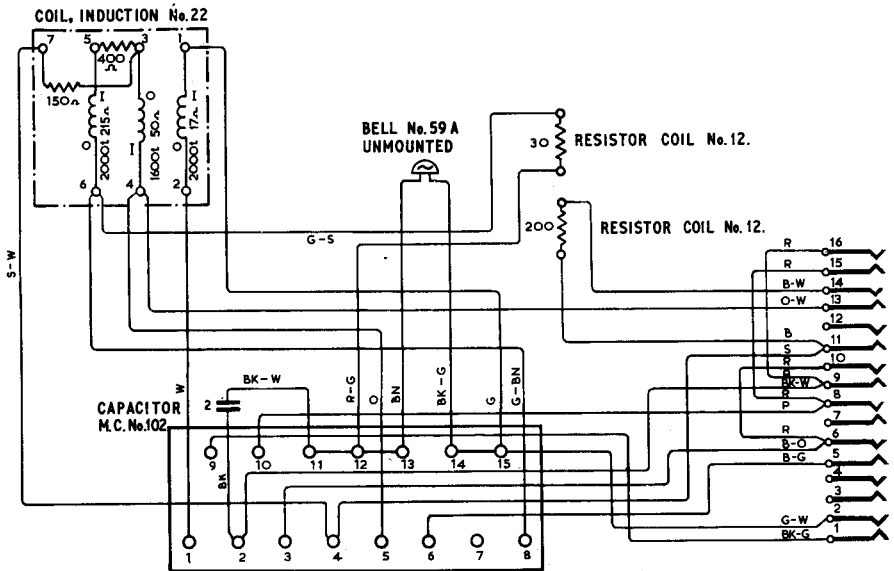 COIL, INDUCTION No.22
7 5 3 1
400
Ω
150Ω
I O I
2000t 215Ω
1600t 50Ω
2000t 17Ω
O I O
6 4 2
BELL No. 59A
UNMOUNTED
30 RESISTOR COIL No. 12.
200 RESISTOR COIL No. 12.
G-S
S-W
R 16
R 15
B-W 14
O-W 13
12
B 11
S
R 10
R 9
BK-W
R 8
P
7
R 6
B-O
B-G 5
4
3
G-W 2
BK-G 1
W
BK-W
R-G
O
BN
BK-G
G
G-BN
2
BK
CAPACITOR
M.C. No.102
9 10 11 12 13 14 15
1 2 3 4 5 6 7 8